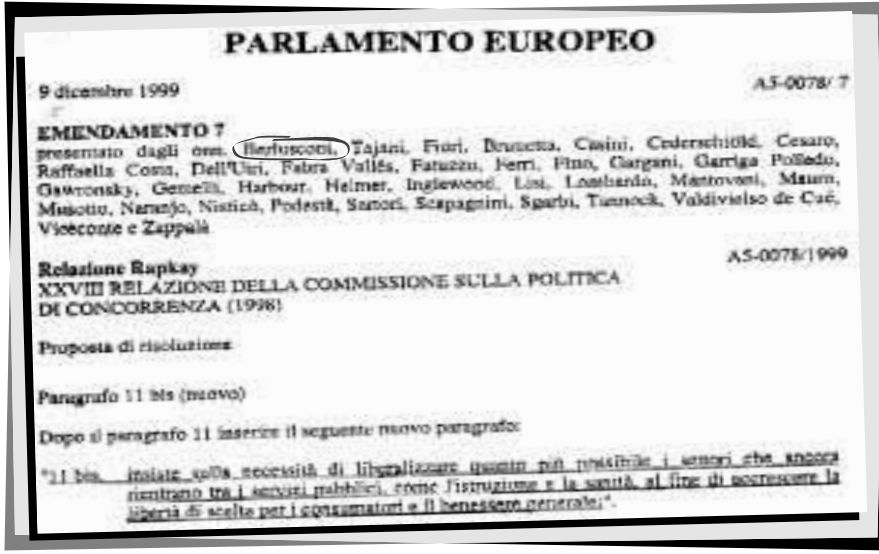 PARLAMENTO EUROPEO
9 dicembre 1999
A5-0078/ 7
EMENDAMENTO 7
presentato dagli onn. Berlusconi, Tajani, Fiori, Brunetta, Casini, Cederschiöld, Cesaro,
Raffaella Costa, Dell'Utri, Fabra Vallés, Fatuzzo, Ferri, Fino, Gargani, Garriga Polledo,
Gawronsky, Gemelli, Harbour, Helmer, Inglewood, Lisi, Lombardo, Mantovani, Mauro,
Musotto, Naranjo, Nisticò, Podestà, Sartori, Scapagnini, Sgarbi, Tannock, Valdivielso de Cué,
Viceconte e Zappalà
Relazione Rapkay
A5-0078/1999
XXVIII RELAZIONE DELLA COMMISSIONE SULLA POLITICA
DI CONCORRENZA (1998)
Proposta di risoluzione
Paragrafo 11 bis (nuovo)
Dopo il paragrafo 11 inserire il seguente nuovo paragrafo:
"11 bis. insiste sulla necessità di liberalizzare quanto più possibile i settori che ancora
rientrano tra i servizi pubblici, come l'istruzione e la sanità, al fine di accrescere la
libertà di scelta per i consumatori e il benessere generale;".